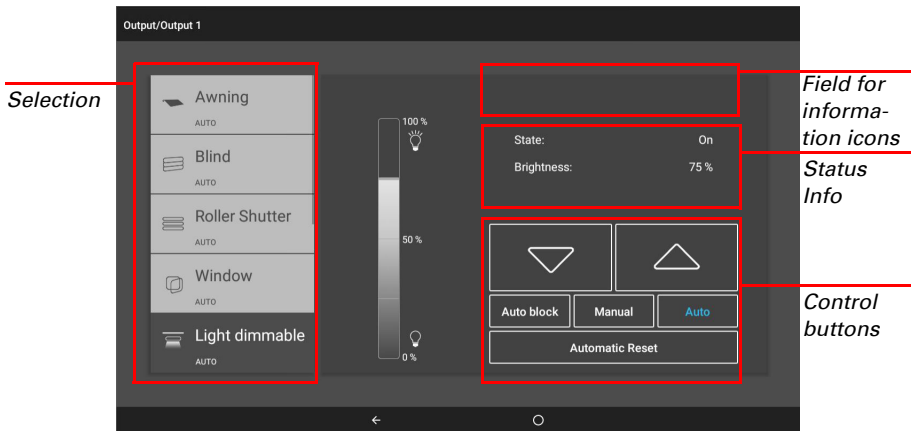 Output/Output 1
Selection
Awning
AUTO
Blind
AUTO
Roller Shutter
AUTO
Window
AUTO
Light dimmable
AUTO
100 %
50 %
0 %
State: On
Brightness: 75 %
Auto block Manual Auto
Automatic Reset
Field for
informa-
tion icons
Status
Info
Control
buttons